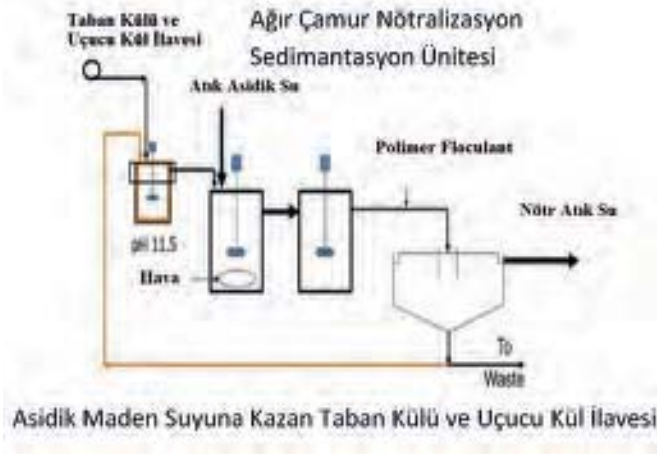 Taban Külü ve
Uçucu Kül İlavesi
Ağır Çamur Nötralizasyon
Sedimantasyon Ünitesi
Atık Asidik Su
Polimer Floculant
Nötr Atık Su
pH 11.5
Hava
To
Waste
Asidik Maden Suyuna Kazan Taban Külü ve Uçucu Kül İlavesi